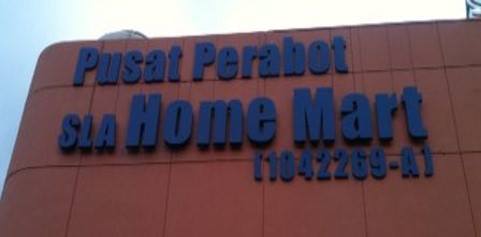 Pusat Perabot
SLA Home Mart
(1042269-A)